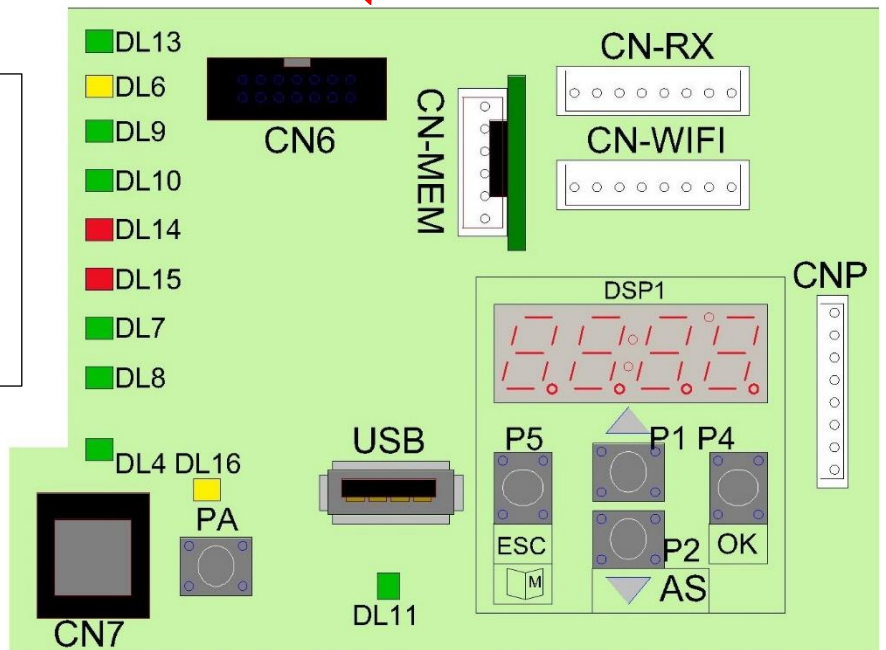 DL13
DL6
DL9
DL10
DL14
DL15
DL7
DL8
DL4 DL16
PA
CN7
CN6
CN-MEM
CN-RX
CN-WIFI
CNP
DSP1
USB
DL11
P5
P1 P4
ESC
M
P2
OK
AS